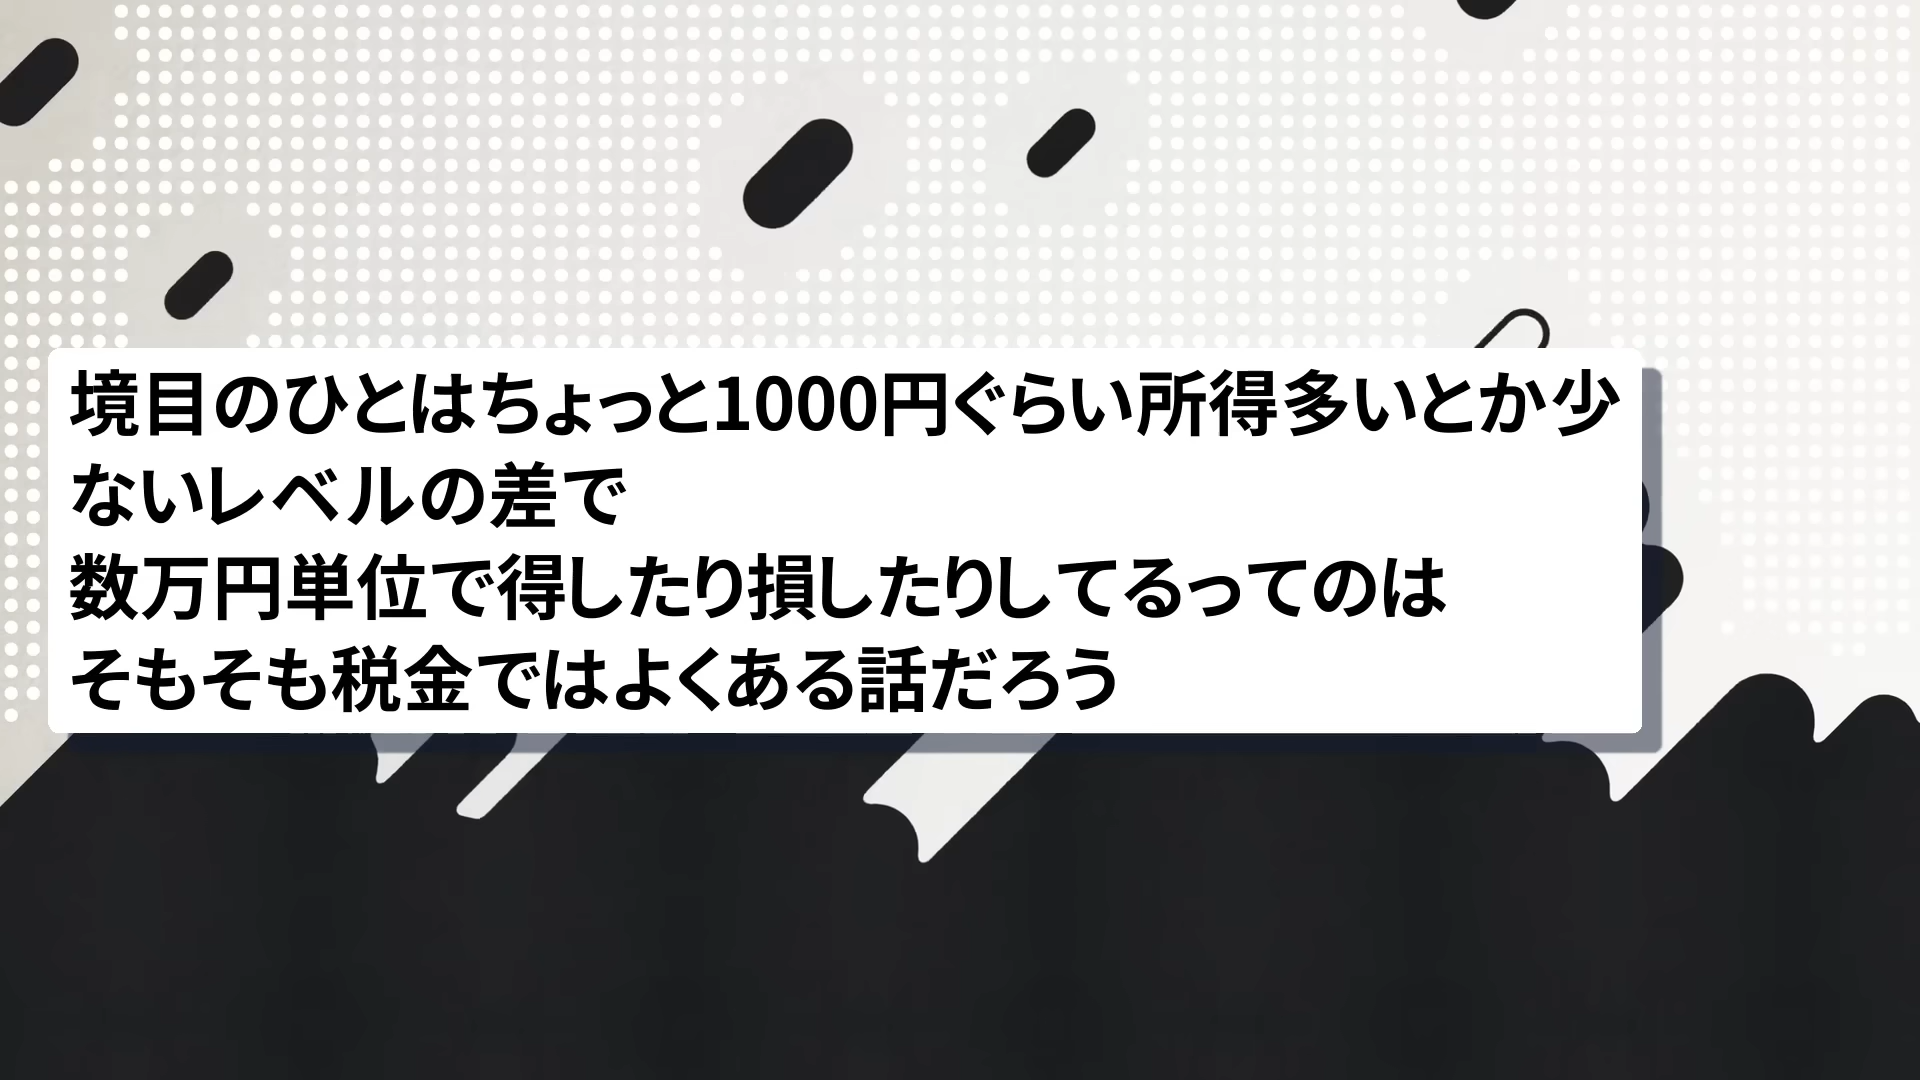 境目のひとはちょっと1000円ぐらい所得多いとか少
ないレベルの差で
数万円単位で得したり損したりしてるってのは
そもそも税金ではよくある話だろう